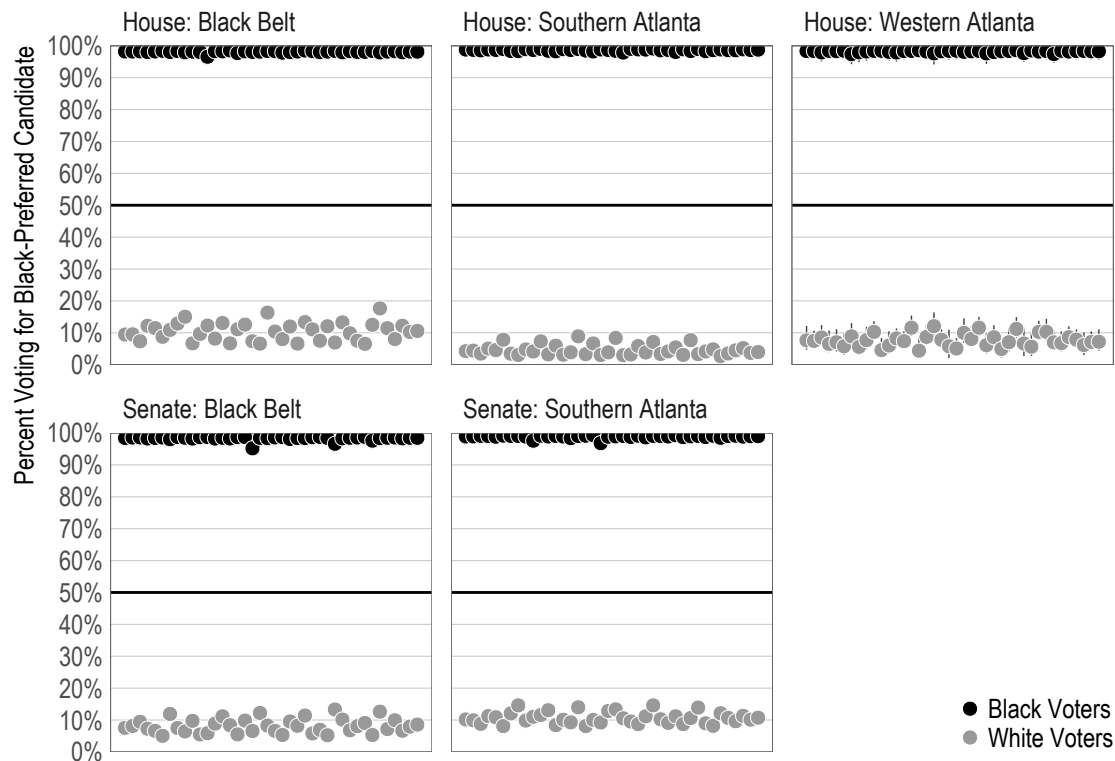 House: Black Belt
House: Southern Atlanta
House: Western Atlanta
Percent Voting for Black-Preferred Candidate
100%
90%
80%
70%
60%
50%
40%
30%
20%
10%
0%
Senate: Black Belt
Senate: Southern Atlanta
100%
90%
80%
70%
60%
50%
40%
30%
20%
10%
0%
Black Voters
White Voters